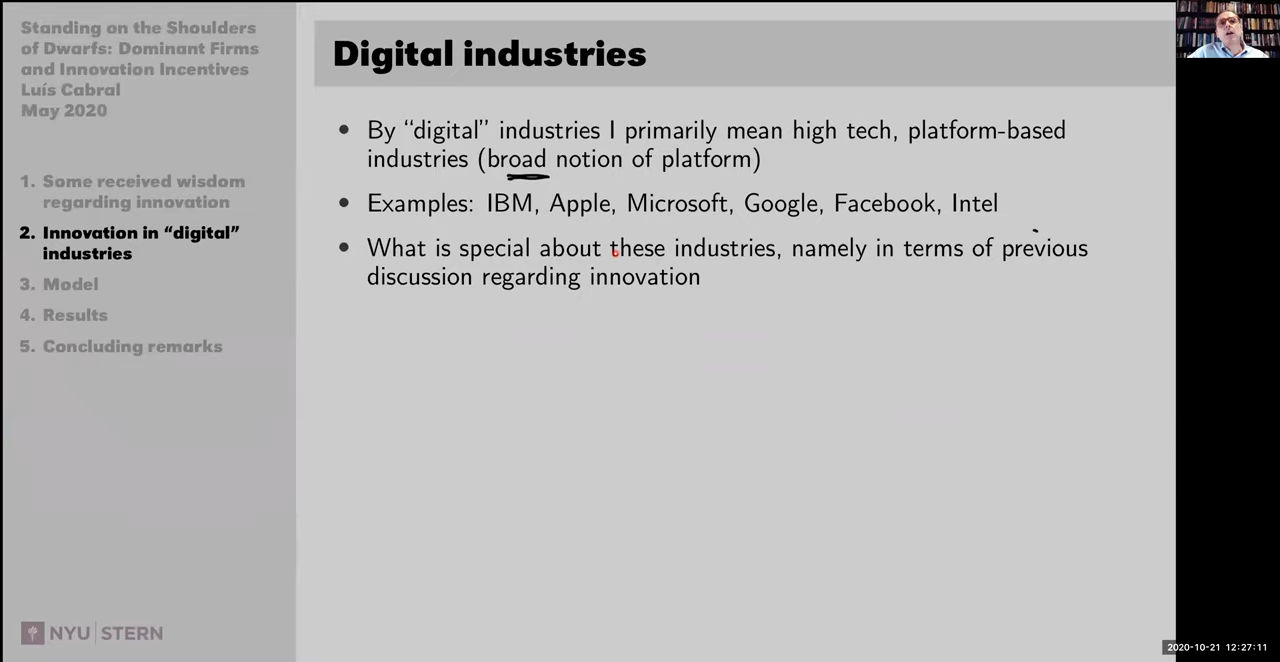 Standing on the Shoulders
of Dwarfs: Dominant Firms
and Innovation Incentives
Luís Cabral
May 2020
1. Some received wisdom
regarding innovation
2. Innovation in “digital”
industries
3. Model
4. Results
5. Concluding remarks
NYU STERN
Digital industries
• By “digital” industries I primarily mean high tech, platform-based
industries (broad notion of platform)
• Examples: IBM, Apple, Microsoft, Google, Facebook, Intel
• What is special about these industries, namely in terms of previous
discussion regarding innovation
2020-10-21 12:27:11